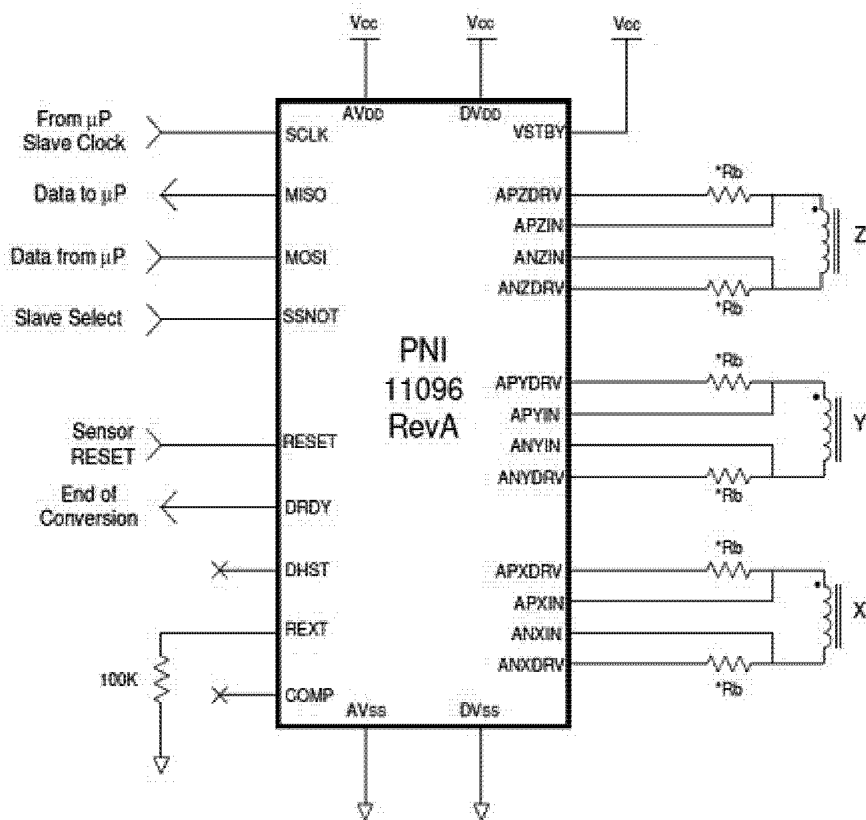 Vcc
Vcc
Vcc
AVDD
DVDD
From μP
Slave Clock
SCLK
VSTBY
Data to μP
MISO
APZDRV
*Rb
APZIN
Z
Data from μP
MOSI
ANZIN
ANZDRV
*Rb
Slave Select
SSNOT
PNI
11096
RevA
APYDRV
*Rb
APYIN
Y
Sensor
RESET
RESET
ANYIN
ANYDRV
*Rb
End of
Conversion
DRDY
DHST
APXDRV
*Rb
APXIN
X
REXT
ANXIN
ANXDRV
*Rb
100K
COMP
AVss
DVss